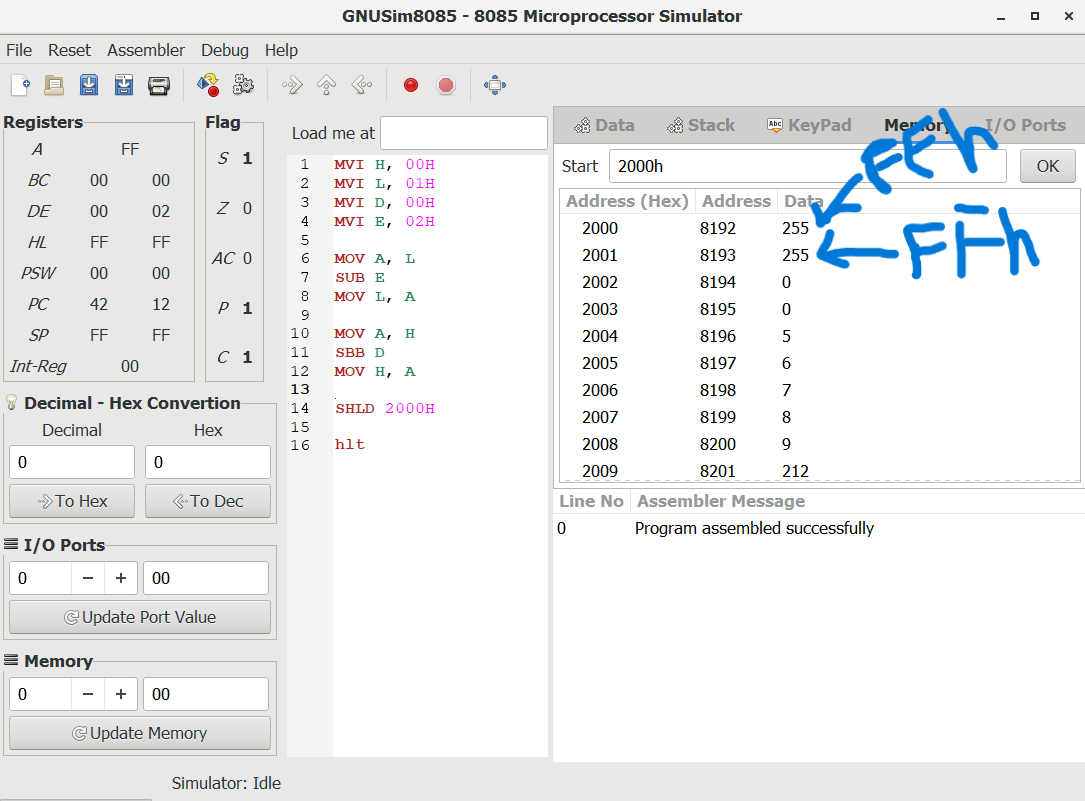 GNUSim8085 - 8085 Microprocessor Simulator
File Reset Assembler Debug Help
Registers
A FF
BC 00 00
DE 00 02
HL FF FF
PSW 00 00
PC 42 12
SP FF FF
Int-Reg 00
Flag
S 1
Z 0
AC 0
P 1
C 1
Decimal - Hex Convertion
Decimal Hex
0 0
To Hex To Dec
I/O Ports
0 − + 00
Update Port Value
Memory
0 − + 00
Update Memory
Load me at
1 MVI H, 00H
2 MVI L, 01H
3 MVI D, 00H
4 MVI E, 02H
5
6 MOV A, L
7 SUB E
8 MOV L, A
9
10 MOV A, H
11 SBB D
12 MOV H, A
13
14 SHLD 2000H
15
16 hlt
Data Stack Abc KeyPad Memory I/O Ports
Start 2000h OK
Address (Hex) Address Data
2000 8192 255
2001 8193 255
2002 8194 0
2003 8195 0
2004 8196 5
2005 8197 6
2006 8198 7
2007 8199 8
2008 8200 9
2009 8201 212
FFh
FFh
Line No Assembler Message
0 Program assembled successfully
Simulator: Idle